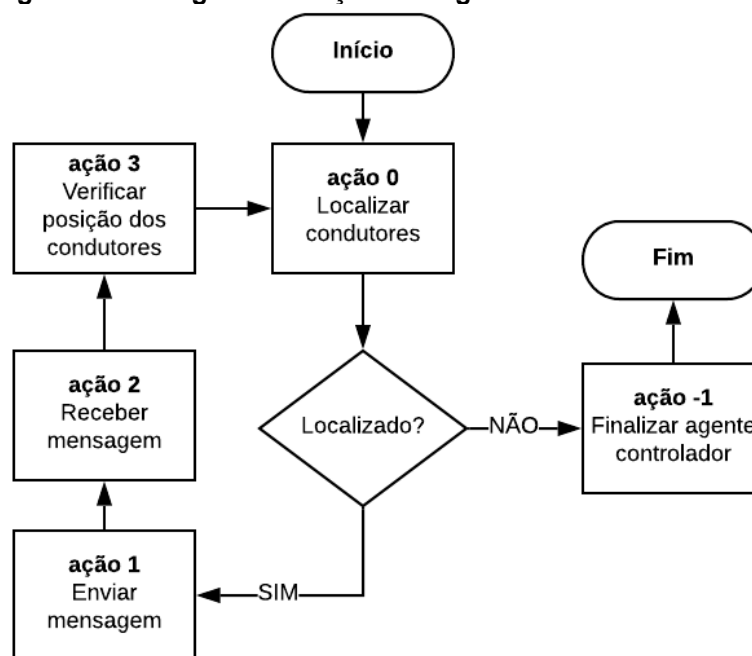 Início
ação 3
Verificar
posição dos
condutores
ação 0
Localizar
condutores
Fim
ação 2
Receber
mensagem
Localizado?
NÃO
ação -1
Finalizar agente
controlador
ação 1
Enviar
mensagem
SIM